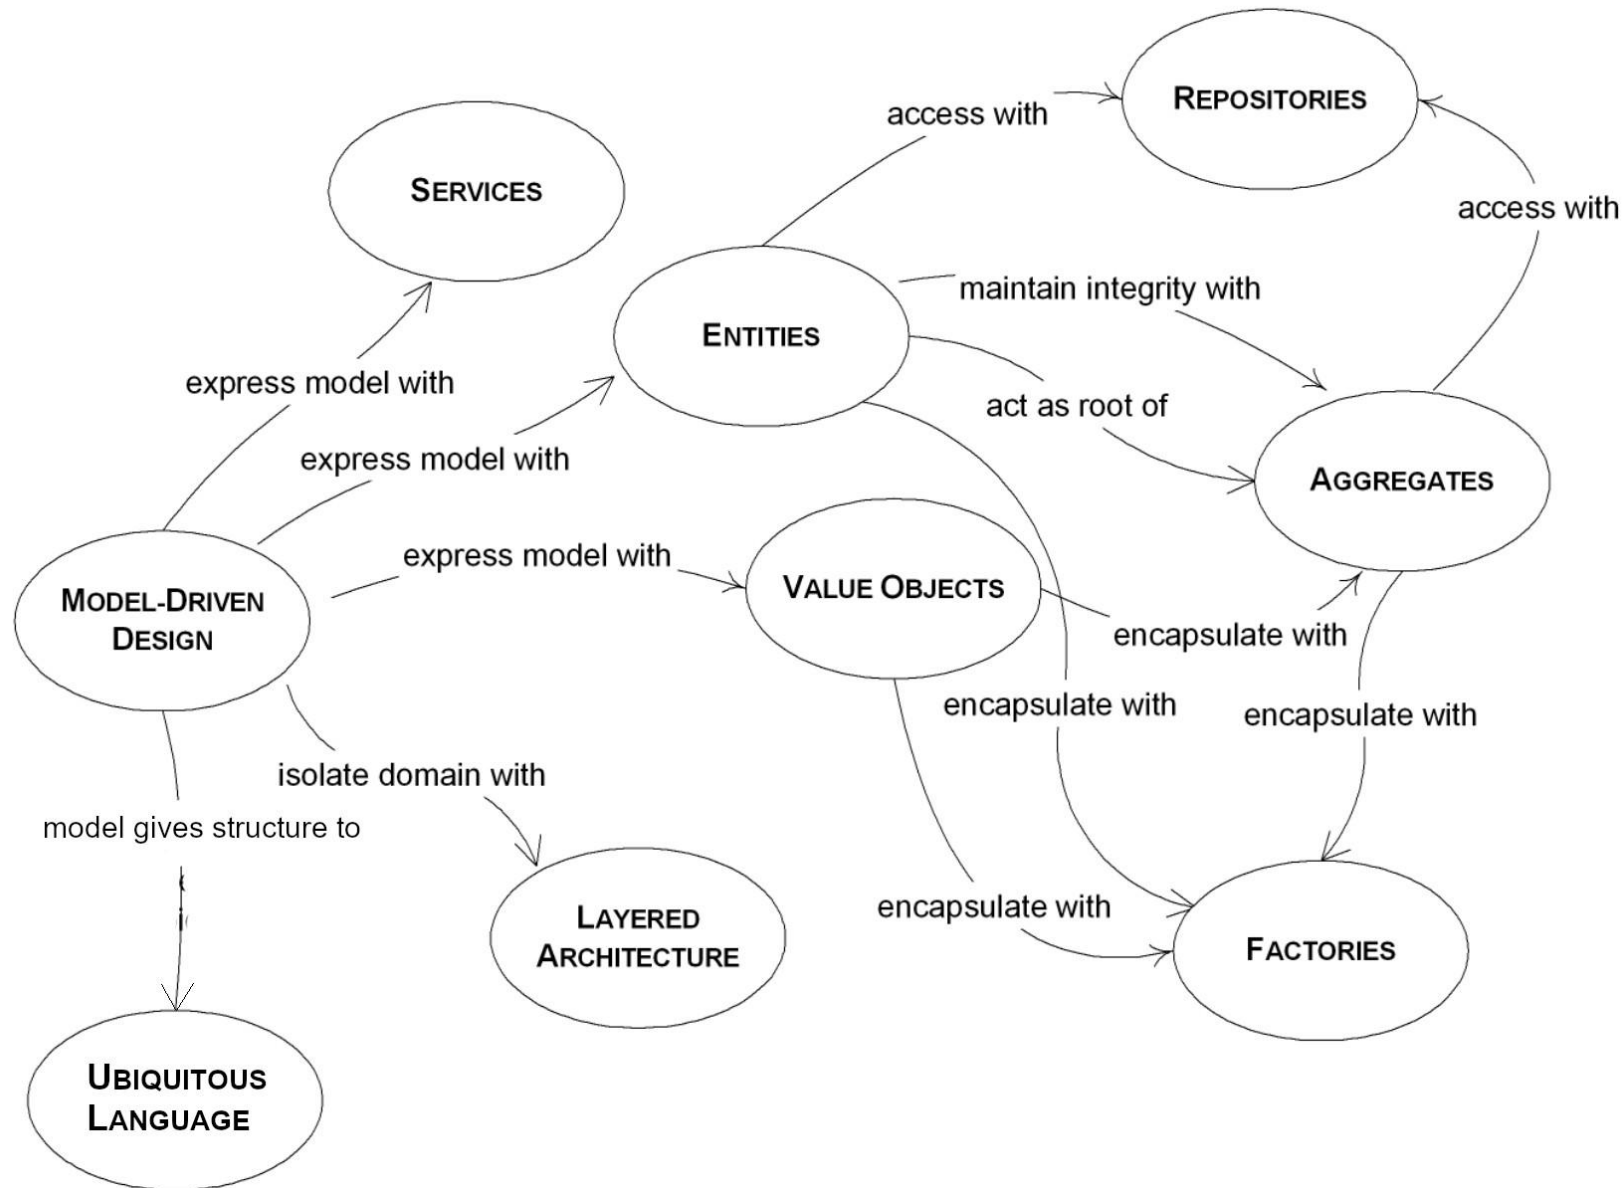 REPOSITORIES
access with
SERVICES
access with
maintain integrity with
ENTITIES
express model with
act as root of
express model with
AGGREGATES
express model with
VALUE OBJECTS
MODEL-DRIVEN
DESIGN
encapsulate with
encapsulate with
encapsulate with
isolate domain with
model gives structure to
encapsulate with
LAYERED
ARCHITECTURE
FACTORIES
UBIQUITOUS
LANGUAGE